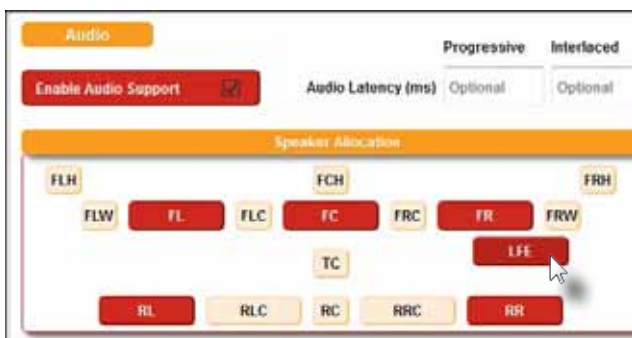 Audio
Progressive Interlaced
Enable Audio Support Audio Latency (ms) Optional Optional
Speaker Allocation
FLH FCH FRH
FLW FL FLC FC FRC FR FRW
LFE
TC
RL RLC RC RRC RR